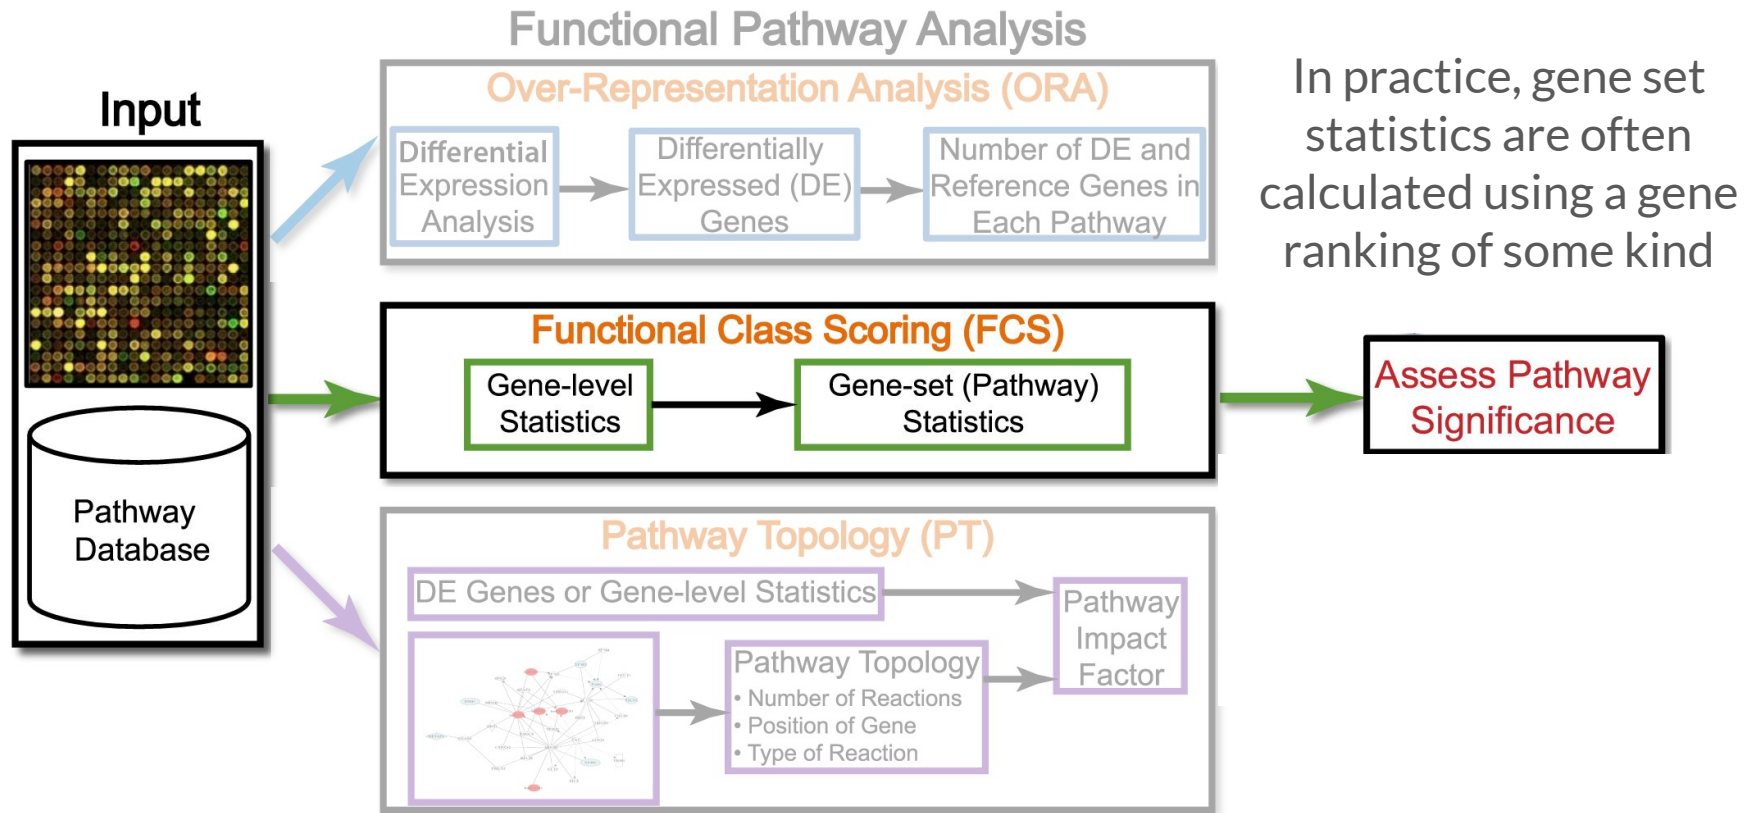 Functional Pathway Analysis
Input
Pathway
Database
Over-Representation Analysis (ORA)
Differential
Expression
Analysis
Differentially
Expressed (DE)
Genes
Number of DE and
Reference Genes in
Each Pathway
Functional Class Scoring (FCS)
Gene-level
Statistics
Gene-set (Pathway)
Statistics
Pathway Topology (PT)
DE Genes or Gene-level Statistics
Pathway Topology
• Number of Reactions
• Position of Gene
• Type of Reaction
Pathway
Impact
Factor
In practice, gene set
statistics are often
calculated using a gene
ranking of some kind
Assess Pathway
Significance